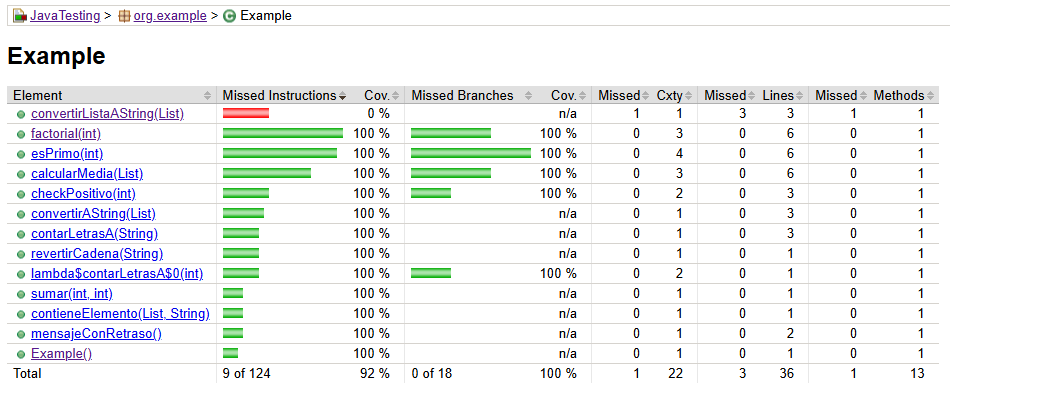 JavaTesting > org.example > Example
Example
Element Missed Instructions Cov. Missed Branches Cov. Missed Cxty Missed Lines Missed Methods
convertirListaAString(List) 0 % n/a 1 1 3 3 1 1
factorial(int) 100 % 100 % 0 3 0 6 0 1
esPrimo(int) 100 % 100 % 0 4 0 6 0 1
calcularMedia(List) 100 % 100 % 0 3 0 6 0 1
checkPositivo(int) 100 % 100 % 0 2 0 3 0 1
convertirAString(List) 100 % n/a 0 1 0 3 0 1
contarLetrasA(String) 100 % n/a 0 1 0 3 0 1
revertirCadena(String) 100 % n/a 0 1 0 1 0 1
lambda$contarLetrasA$0(int) 100 % 100 % 0 2 0 1 0 1
sumar(int, int) 100 % n/a 0 1 0 1 0 1
contieneElemento(List, String) 100 % n/a 0 1 0 1 0 1
mensajeConRetraso() 100 % n/a 0 1 0 2 0 1
Example() 100 % n/a 0 1 0 1 0 1
Total 9 of 124 92 % 0 of 18 100 % 1 22 3 36 1 13